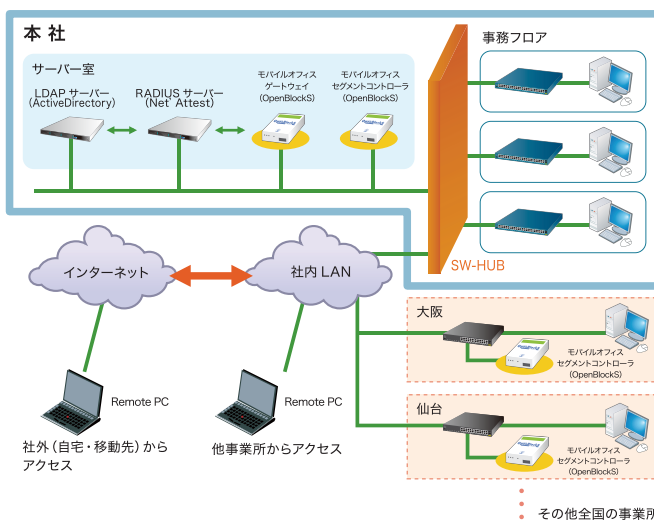 本社
サーバー室
LDAP サーバー
(ActiveDirectory)
RADIUS サーバー
(Net' Attest)
モバイルオフィス
ゲートウェイ
(OpenBlockS)
モバイルオフィス
セグメントコントローラ
(OpenBlockS)
事務フロア
SW-HUB
インターネット
社内 LAN
Remote PC
社外（自宅・移動先）から
アクセス
Remote PC
他事業所からアクセス
大阪
モバイルオフィス
セグメントコントローラ
(OpenBlockS)
仙台
モバイルオフィス
セグメントコントローラ
(OpenBlockS)
その他全国の事業所